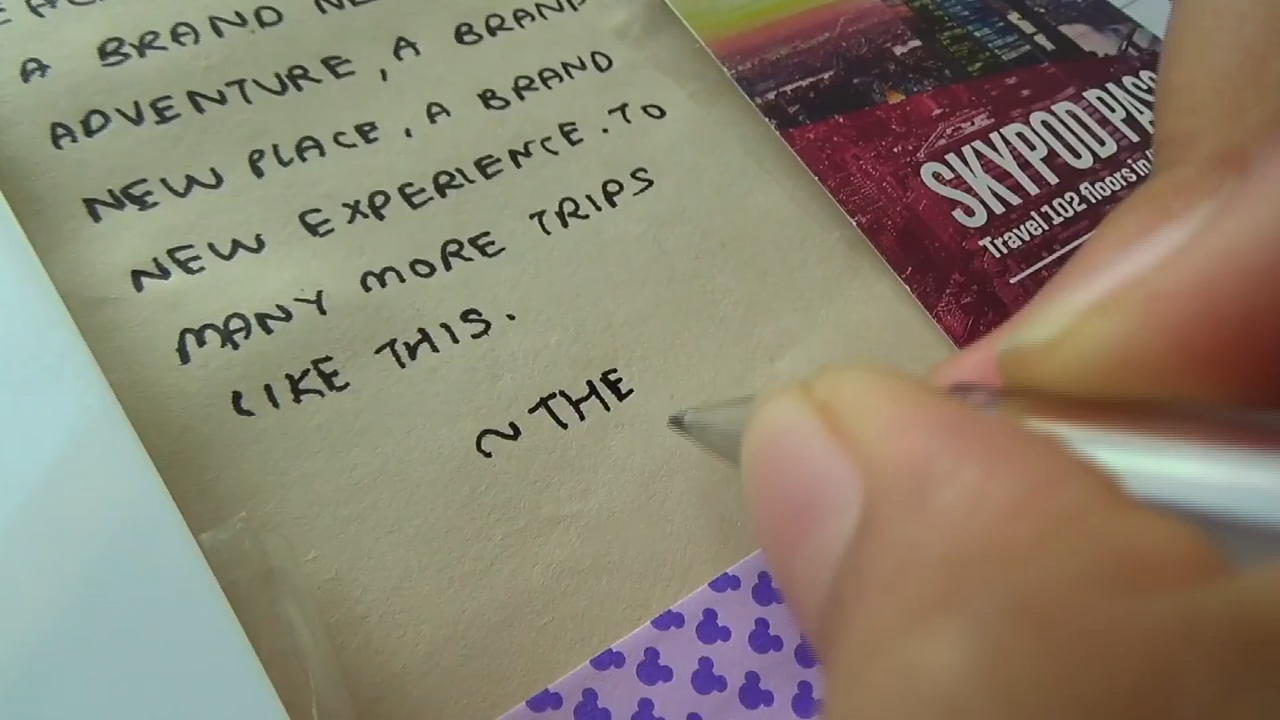 A BRAND
ADVENTURE, A BRAND
NEW PLACE, A BRAND
NEW EXPERIENCE. TO
MANY MORE TRIPS
LIKE THIS.
~ THE
SKYPOD PASS
Travel 102 floors in